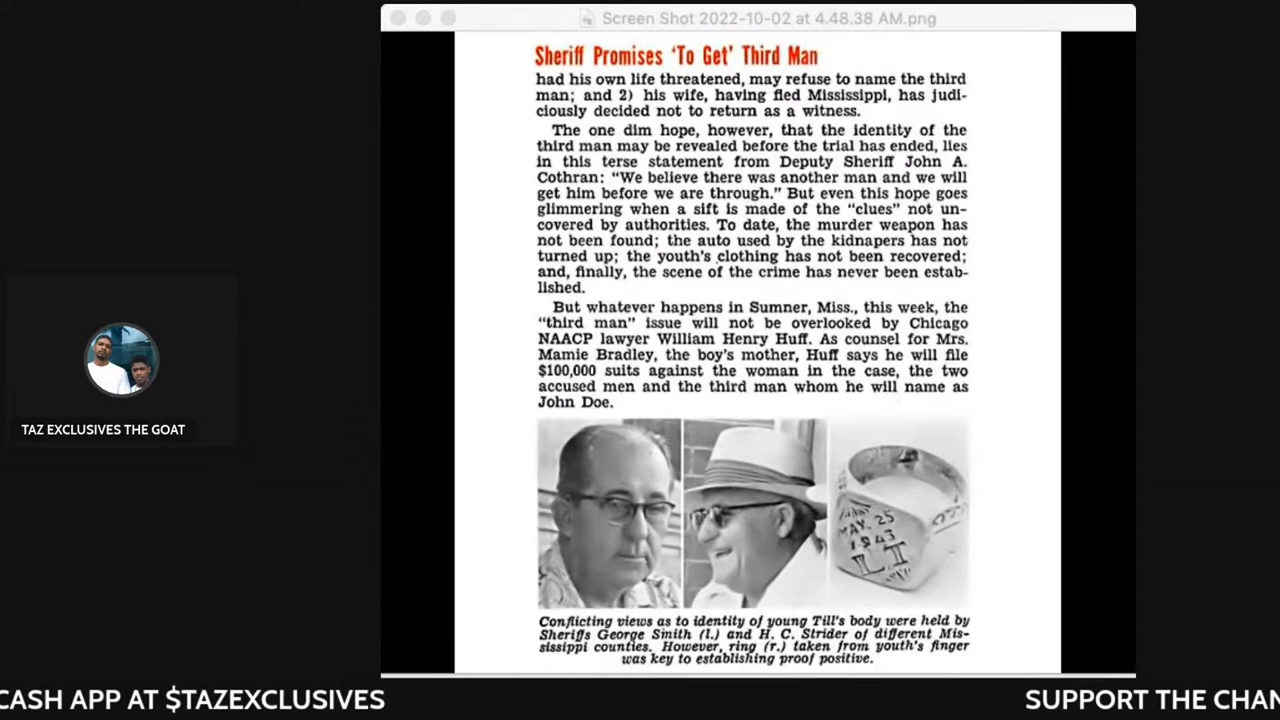 Screen Shot 2022-10-02 at 4.48.38 AM.png
Sheriff Promises ‘To Get’ Third Man
had his own life threatened, may refuse to name the third
man; and 2) his wife, having fled Mississippi, has judi-
ciously decided not to return as a witness.
The one dim hope, however, that the identity of the
third man may be revealed before the trial has ended, lies
in this terse statement from Deputy Sheriff John A.
Cothran: “We believe there was another man and we will
get him before we are through.” But even this hope goes
glimmering when a sift is made of the “clues” not un-
covered by authorities. To date, the murder weapon has
not been found; the auto used by the kidnapers has not
turned up; the youth’s clothing has not been recovered;
and, finally, the scene of the crime has never been estab-
lished.
But whatever happens in Sumner, Miss., this week, the
“third man” issue will not be overlooked by Chicago
NAACP lawyer William Henry Huff. As counsel for Mrs.
Mamie Bradley, the boy’s mother, Huff says he will file
$100,000 suits against the woman in the case, the two
accused men and the third man whom he will name as
John Doe.
MAY. 25
1943
LT
Conflicting views as to identity of young Till’s body were held by
Sheriffs George Smith (l.) and H. C. Strider of different Mis-
sissippi counties. However, ring (r.) taken from youth’s finger
was key to establishing proof positive.
TAZ EXCLUSIVES THE GOAT
CASH APP AT $TAZEXCLUSIVES
SUPPORT THE CHAN